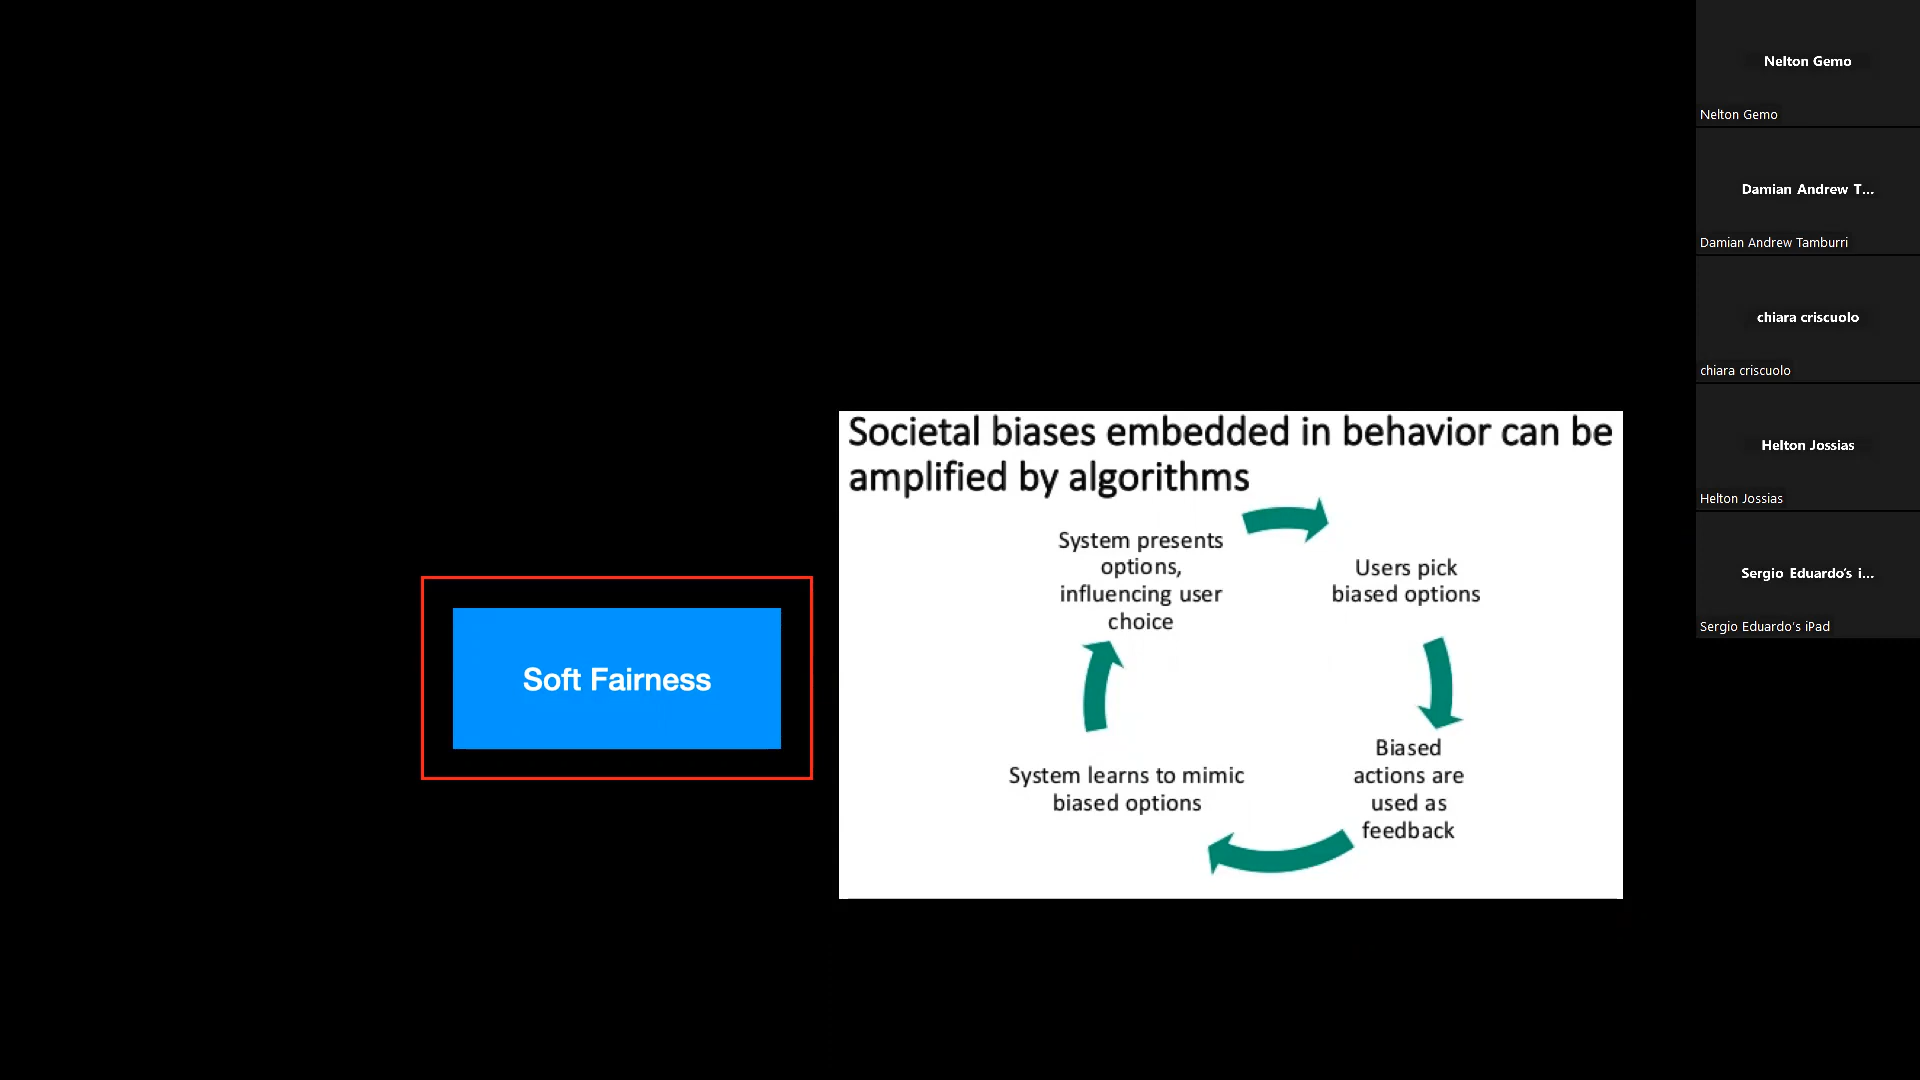 Soft Fairness
Societal biases embedded in behavior can be
amplified by algorithms
System presents
options,
influencing user
choice
Users pick
biased options
Biased
actions are
used as
feedback
System learns to mimic
biased options
Nelton Gemo
Nelton Gemo
Damian Andrew T...
Damian Andrew Tamburri
chiara criscuolo
chiara criscuolo
Helton Jossias
Helton Jossias
Sergio Eduardo's i...
Sergio Eduardo's iPad